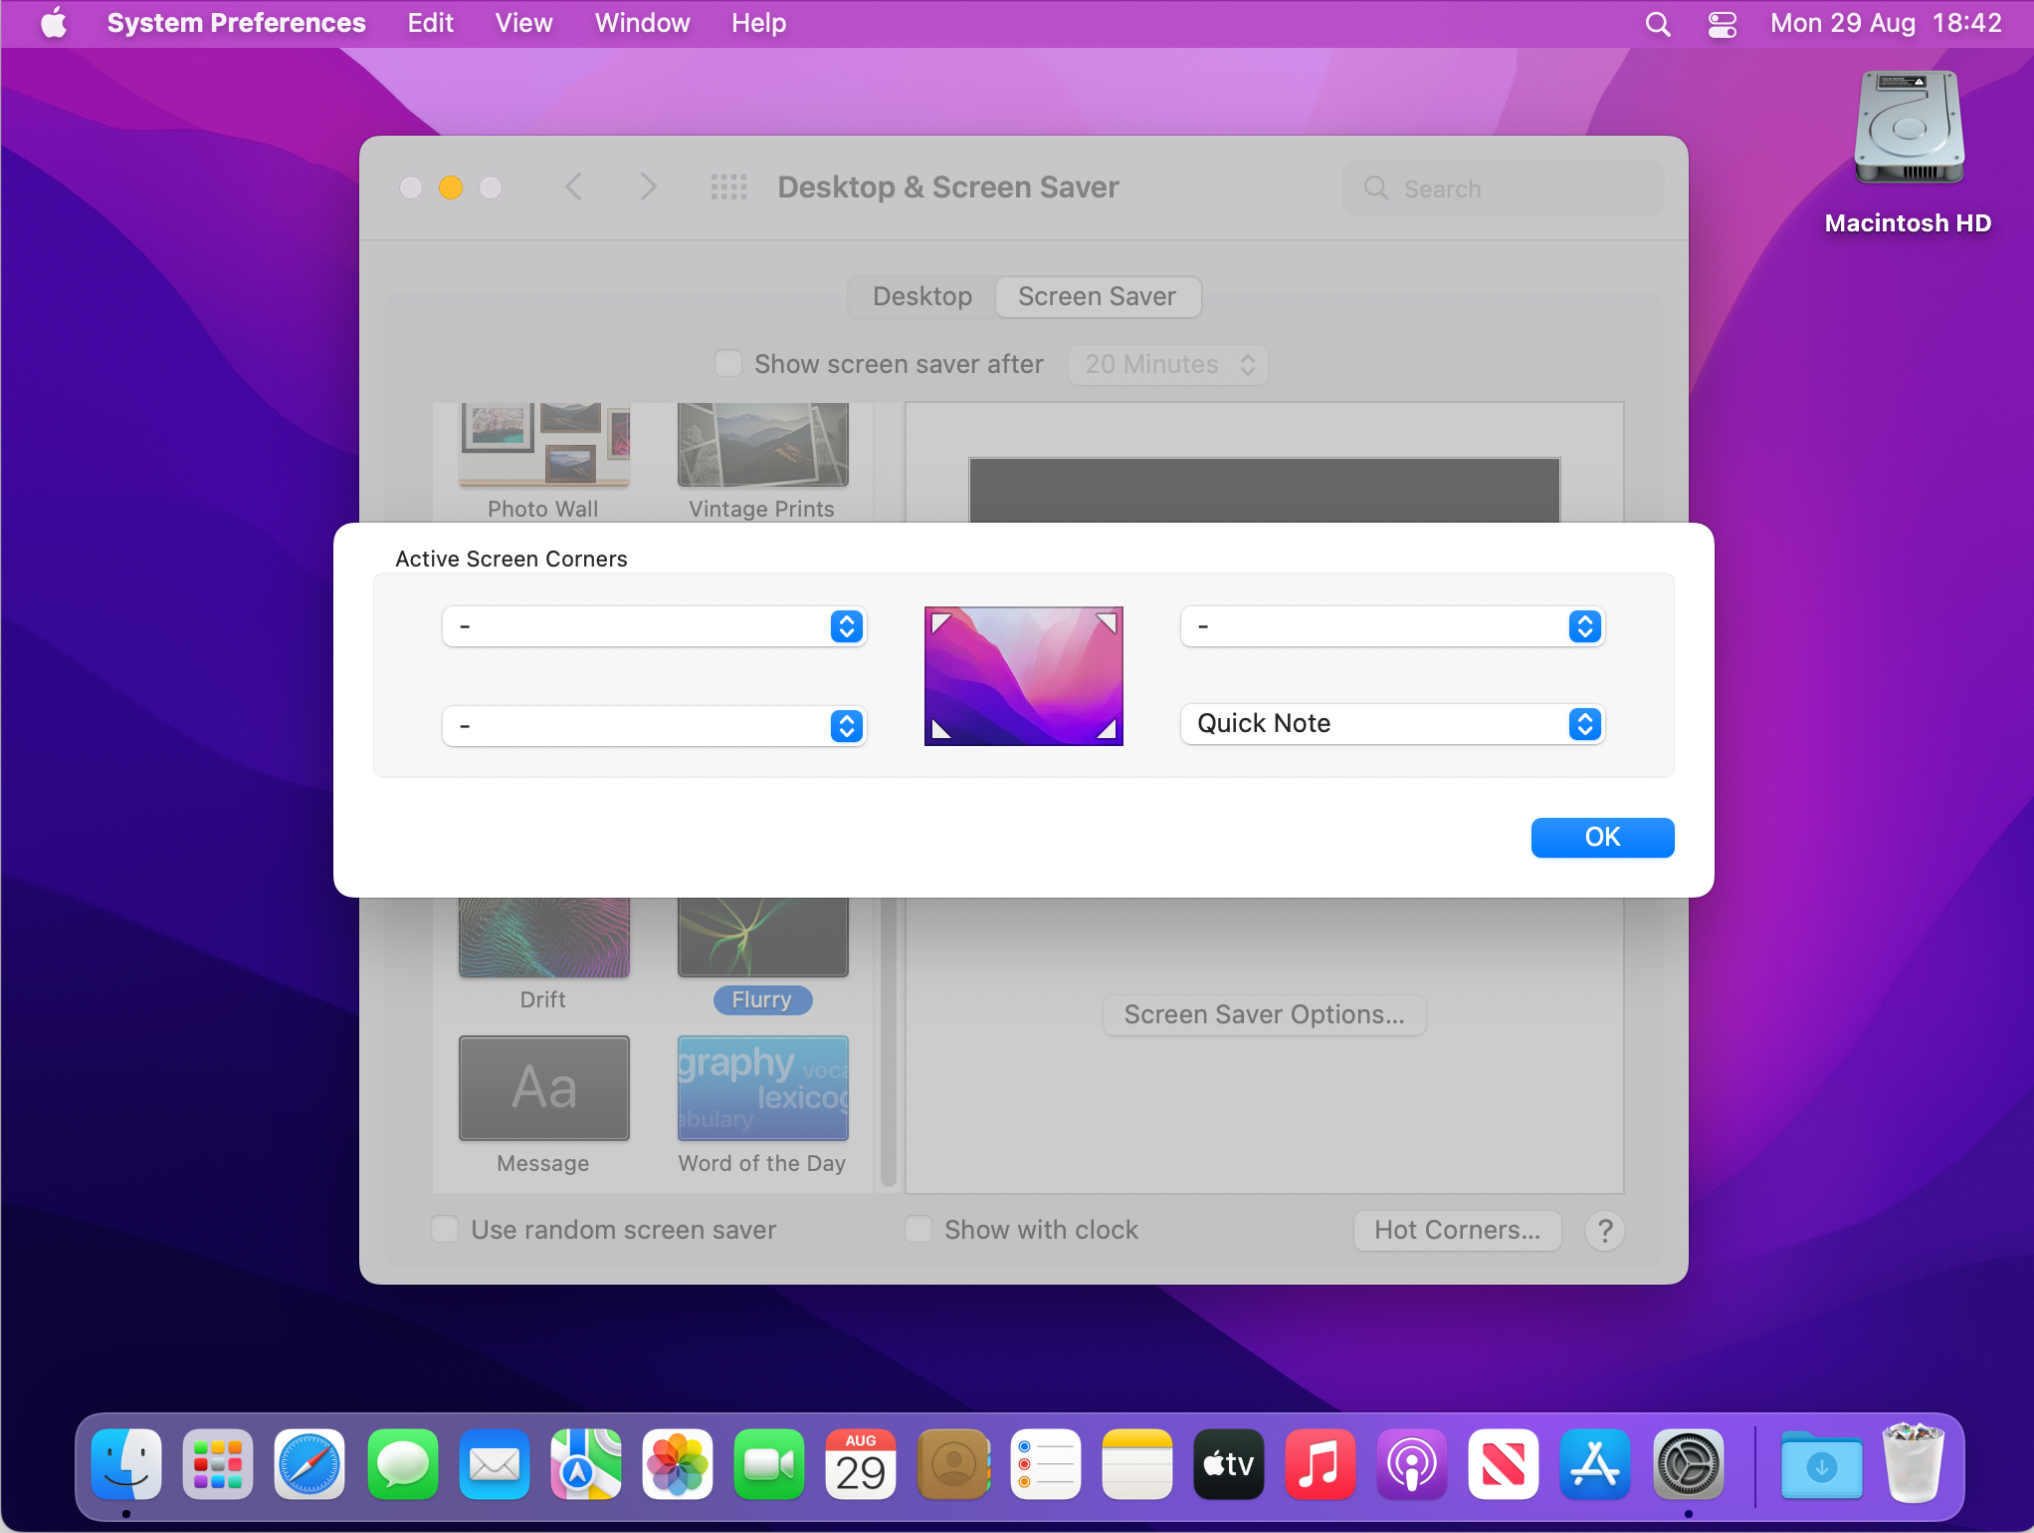 System Preferences Edit View Window Help Mon 29 Aug 18:42
Macintosh HD
Desktop & Screen Saver
Search
Desktop Screen Saver
Show screen saver after 20 Minutes
Photo Wall Vintage Prints
Active Screen Corners
- -
- Quick Note
OK
Drift Flurry
Screen Saver Options...
Aa
graphy voca
lexicog
abulary
Message Word of the Day
Use random screen saver Show with clock Hot Corners... ?
AUG
29
tv